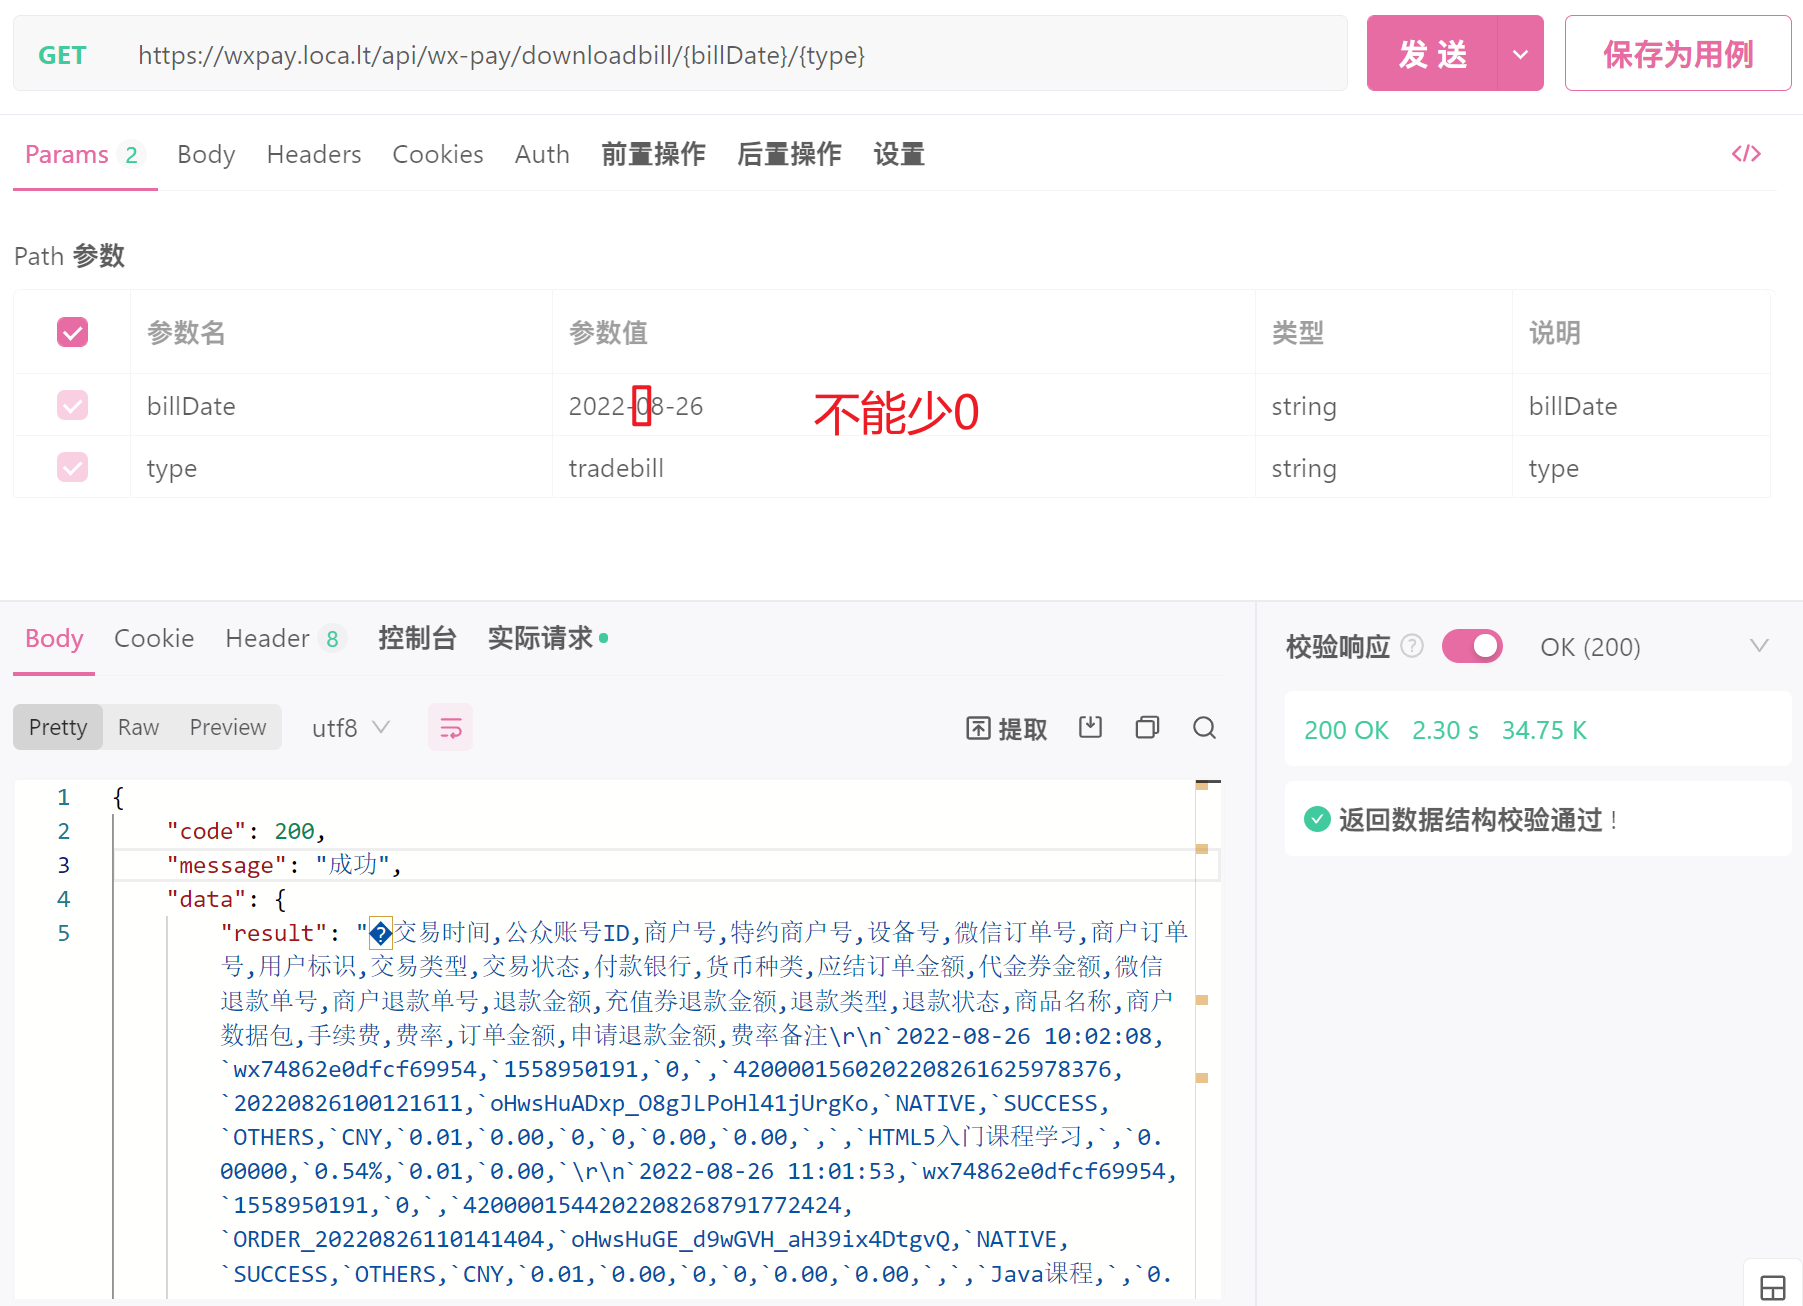 GET https://wxpay.loca.lt/api/wx-pay/downloadbill/{billDate}/{type} 发 送 保存为用例
Params 2 Body Headers Cookies Auth 前置操作 后置操作 设置 </>
Path 参数
参数名 参数值 类型 说明
billDate 2022-08-26 不能少0 string billDate
type tradebill string type
Body Cookie Header 8 控制台 实际请求
校验响应 ? OK (200)
Pretty Raw Preview utf8 提取
200 OK 2.30 s 34.75 K
返回数据结构校验通过！
1 {
2 "code": 200,
3 "message": "成功",
4 "data": {
5 "result": "�交易时间,公众账号ID,商户号,特约商户号,设备号,微信订单号,商户订单
号,用户标识,交易类型,交易状态,付款银行,货币种类,应结订单金额,代金券金额,微信
退款单号,商户退款单号,退款金额,充值券退款金额,退款类型,退款状态,商品名称,商户
数据包,手续费,费率,订单金额,申请退款金额,费率备注\r\n`2022-08-26 10:02:08,
`wx74862e0dfcf69954,`1558950191,`0,`,`4200001560202208261625978376,
`20220826100121611,`oHwsHuADxp_O8gJLPoHl41jUrgKo,`NATIVE,`SUCCESS,
`OTHERS,`CNY,`0.01,`0.00,`0,`0,`0.00,`0.00,`,`,`HTML5入门课程学习,`,`0.
00000,`0.54%,`0.01,`0.00,`\r\n`2022-08-26 11:01:53,`wx74862e0dfcf69954,
`1558950191,`0,`,`4200001544202208268791772424,
`ORDER_20220826110141404,`oHwsHuGE_d9wGVH_aH39ix4DtgvQ,`NATIVE,
`SUCCESS,`OTHERS,`CNY,`0.01,`0.00,`0,`0,`0.00,`0.00,`,`,`Java课程,`,`0.